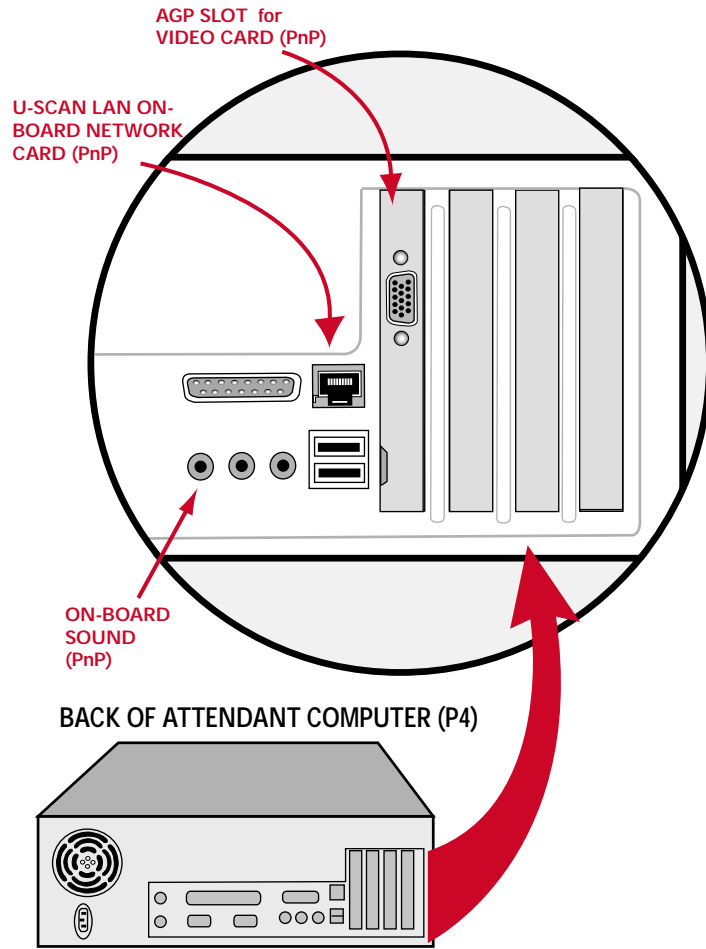 AGP SLOT for
VIDEO CARD (PnP)
U-SCAN LAN ON-
BOARD NETWORK
CARD (PnP)
ON-BOARD
SOUND
(PnP)
BACK OF ATTENDANT COMPUTER (P4)